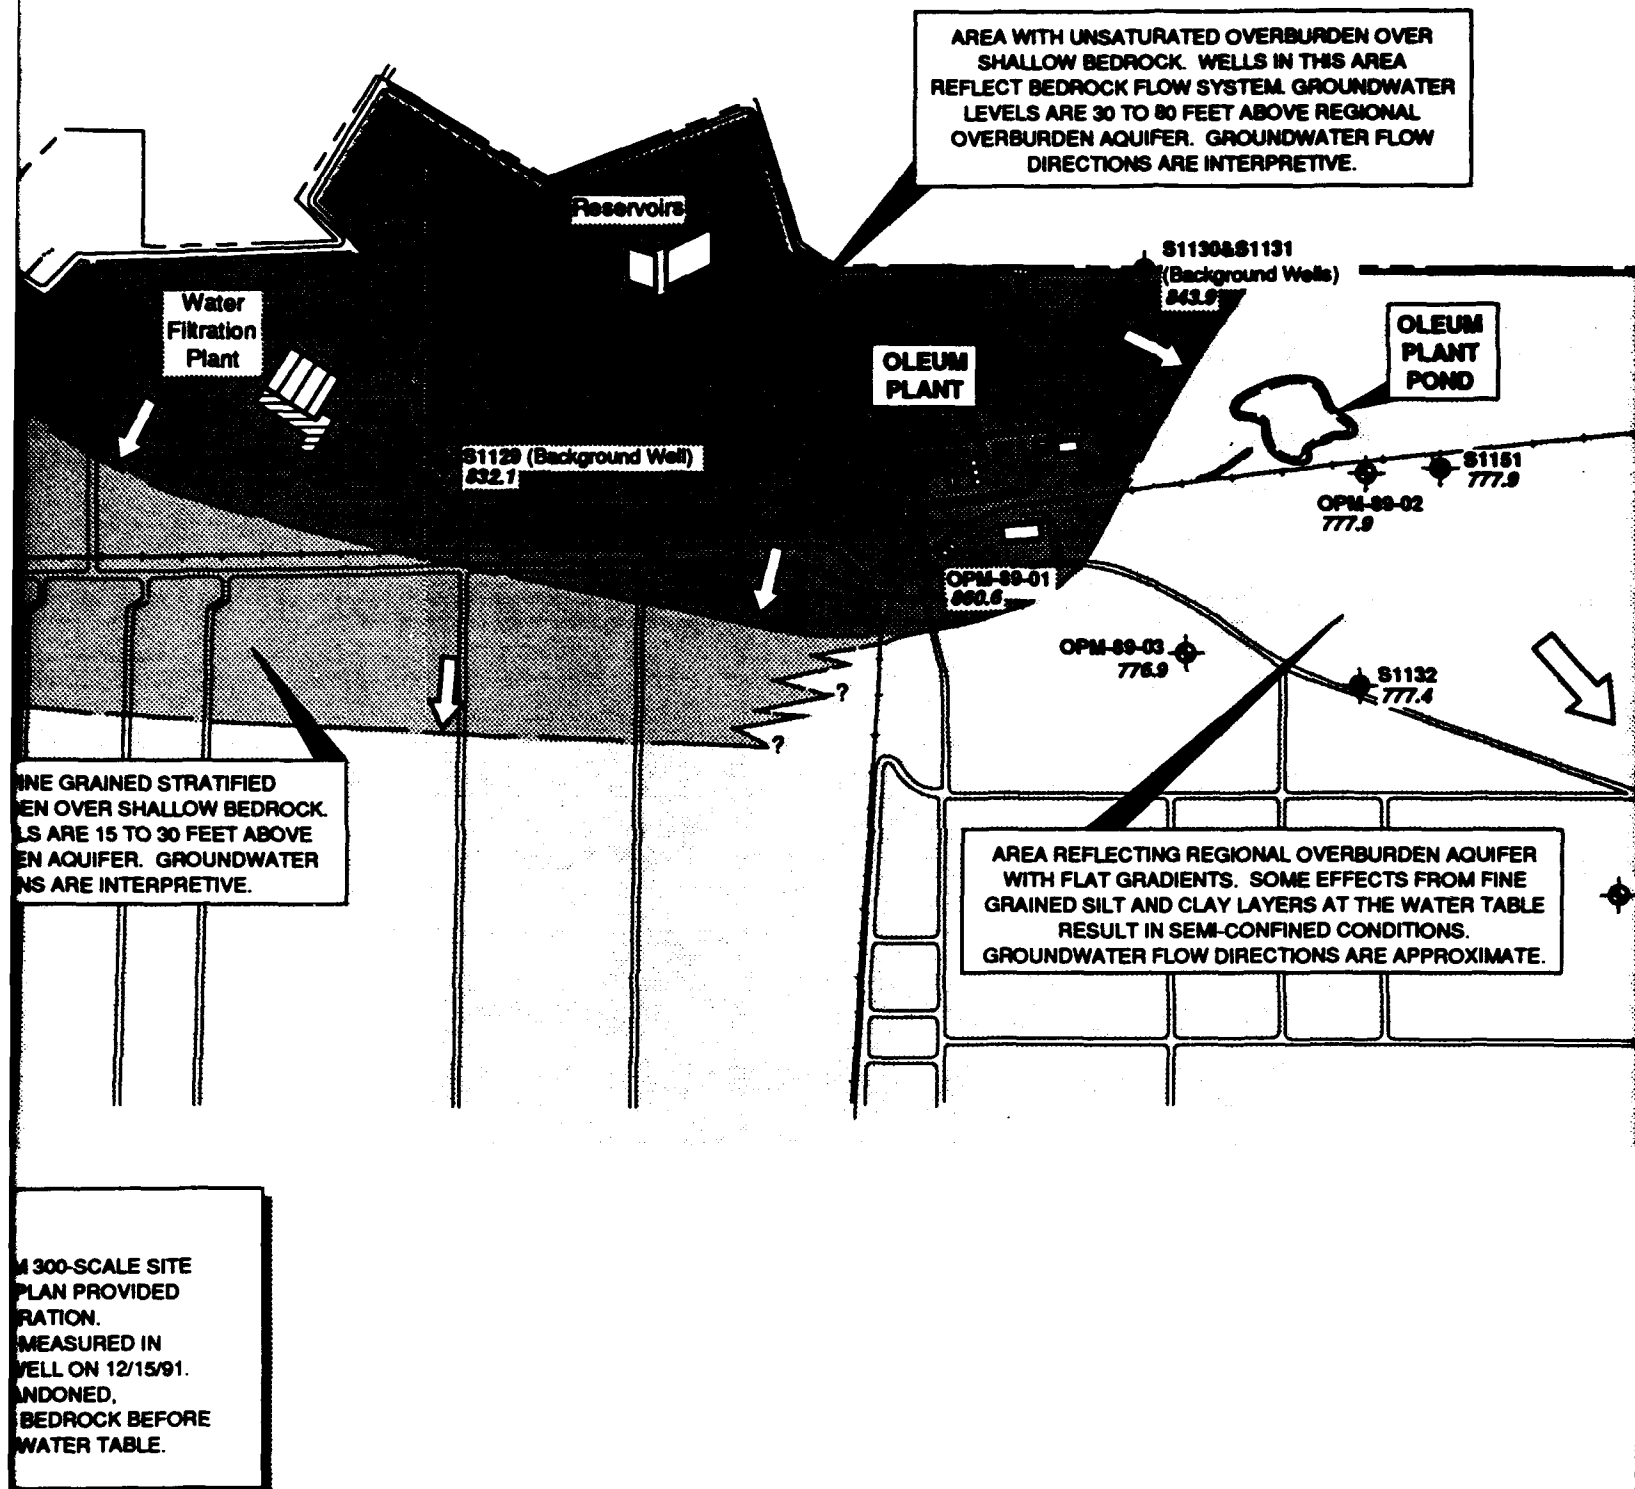 AREA WITH UNSATURATED OVERBURDEN OVER
SHALLOW BEDROCK. WELLS IN THIS AREA
REFLECT BEDROCK FLOW SYSTEM. GROUNDWATER
LEVELS ARE 30 TO 80 FEET ABOVE REGIONAL
OVERBURDEN AQUIFER. GROUNDWATER FLOW
DIRECTIONS ARE INTERPRETIVE.
Reservoirs
S1130&S1131
(Background Wells)
843.9
Water
Filtration
Plant
OLEUM
PLANT
OLEUM
PLANT
POND
S1129 (Background Well)
832.1
S1151
777.9
OPM-89-02
777.9
OPM-89-01
860.6
OPM-89-03
776.9
S1132
777.4
?
?
INE GRAINED STRATIFIED
EN OVER SHALLOW BEDROCK.
LS ARE 15 TO 30 FEET ABOVE
EN AQUIFER. GROUNDWATER
NS ARE INTERPRETIVE.
AREA REFLECTING REGIONAL OVERBURDEN AQUIFER
WITH FLAT GRADIENTS. SOME EFFECTS FROM FINE
GRAINED SILT AND CLAY LAYERS AT THE WATER TABLE
RESULT IN SEMI-CONFINED CONDITIONS.
GROUNDWATER FLOW DIRECTIONS ARE APPROXIMATE.
M 300-SCALE SITE
PLAN PROVIDED
RATION.
MEASURED IN
WELL ON 12/15/91.
ANDONED,
BEDROCK BEFORE
WATER TABLE.